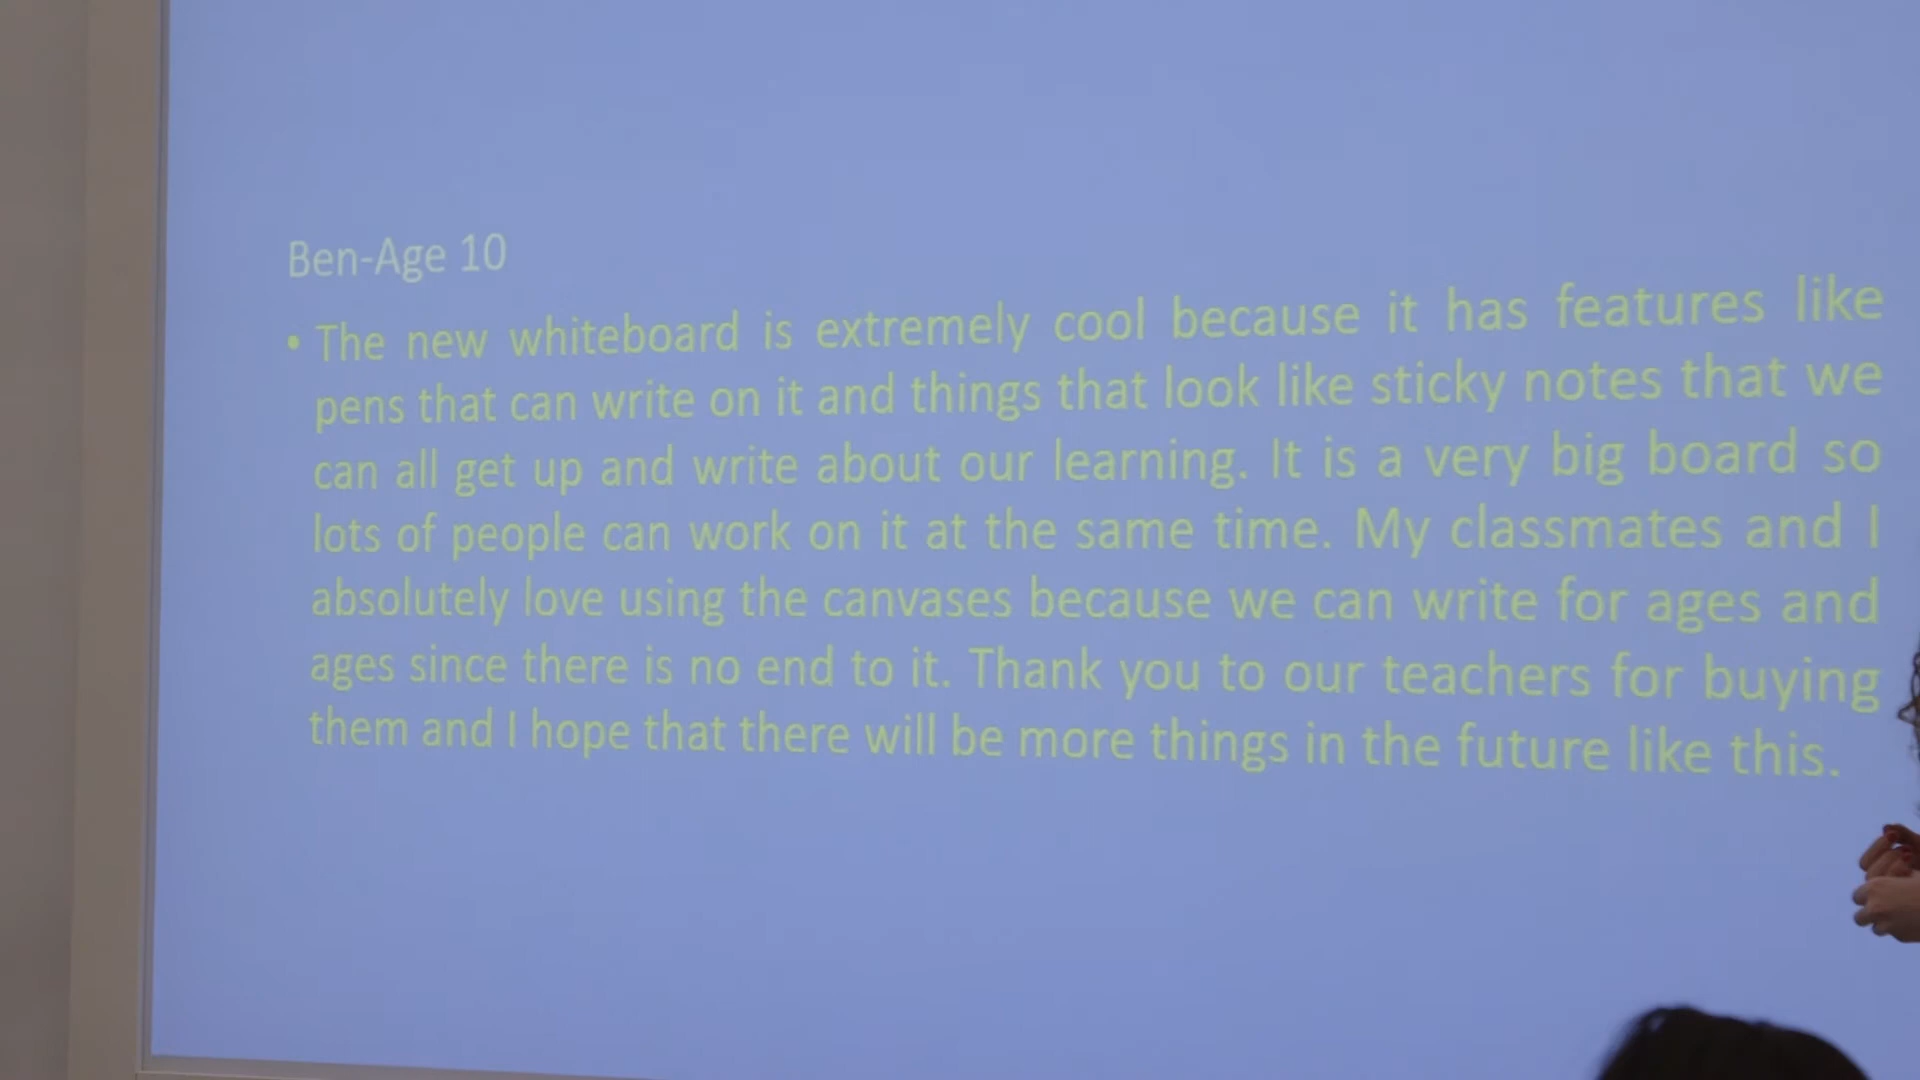 Ben-Age 10
• The new whiteboard is extremely cool because it has features like
pens that can write on it and things that look like sticky notes that we
can all get up and write about our learning. It is a very big board so
lots of people can work on it at the same time. My classmates and I
absolutely love using the canvases because we can write for ages and
ages since there is no end to it. Thank you to our teachers for buying
them and I hope that there will be more things in the future like this.